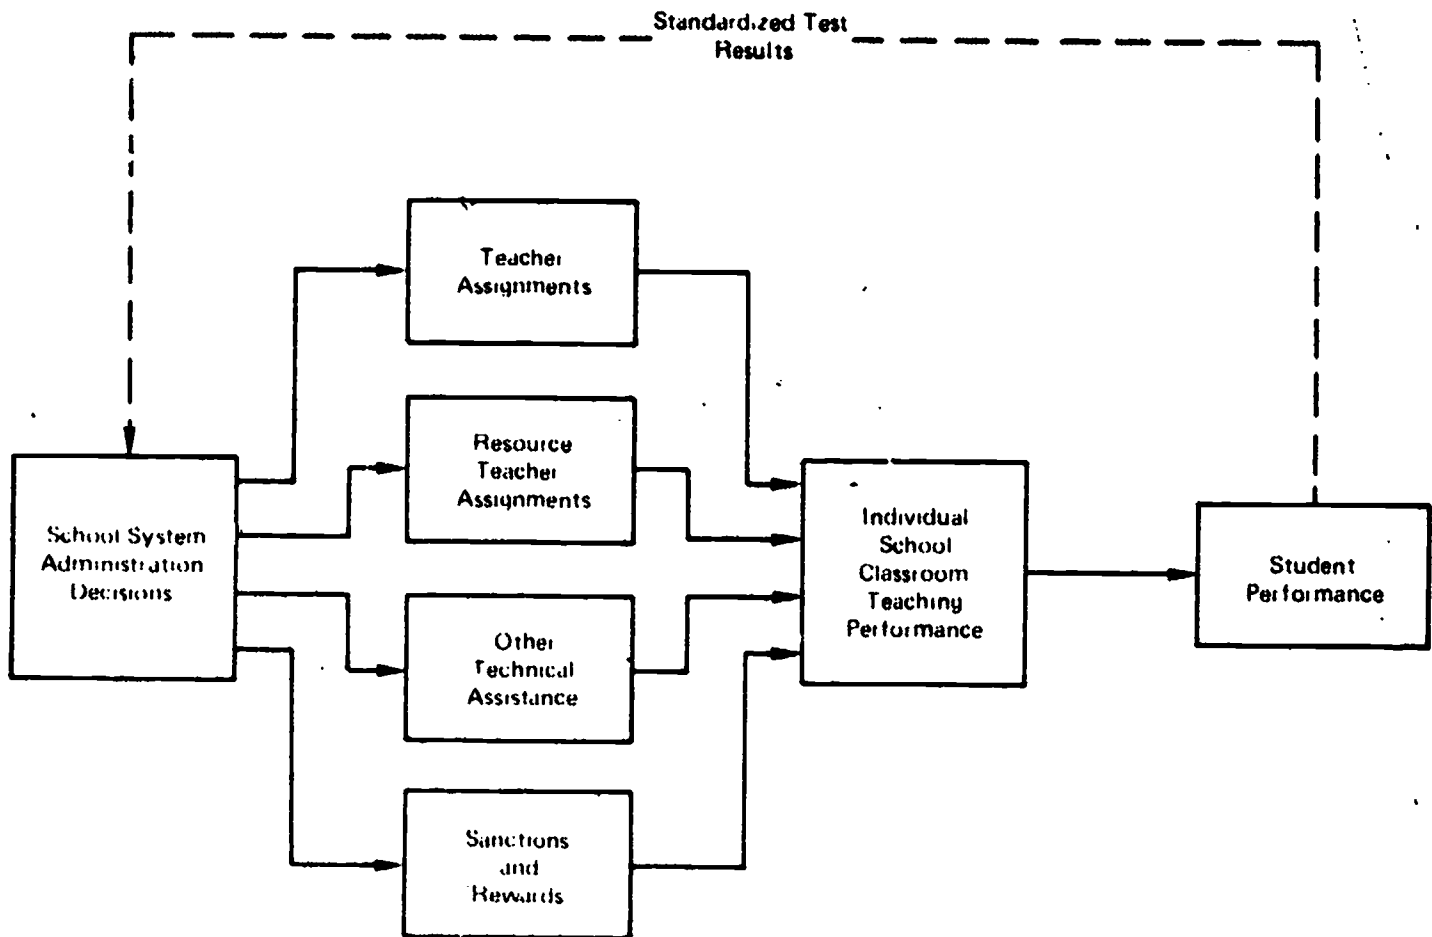 Standardized Test
Results
Teacher
Assignments
Resource
Teacher
Assignments
School System
Administration
Decisions
Individual
School
Classroom
Teaching
Performance
Student
Performance
Other
Technical
Assistance
Sanctions
and
Rewards